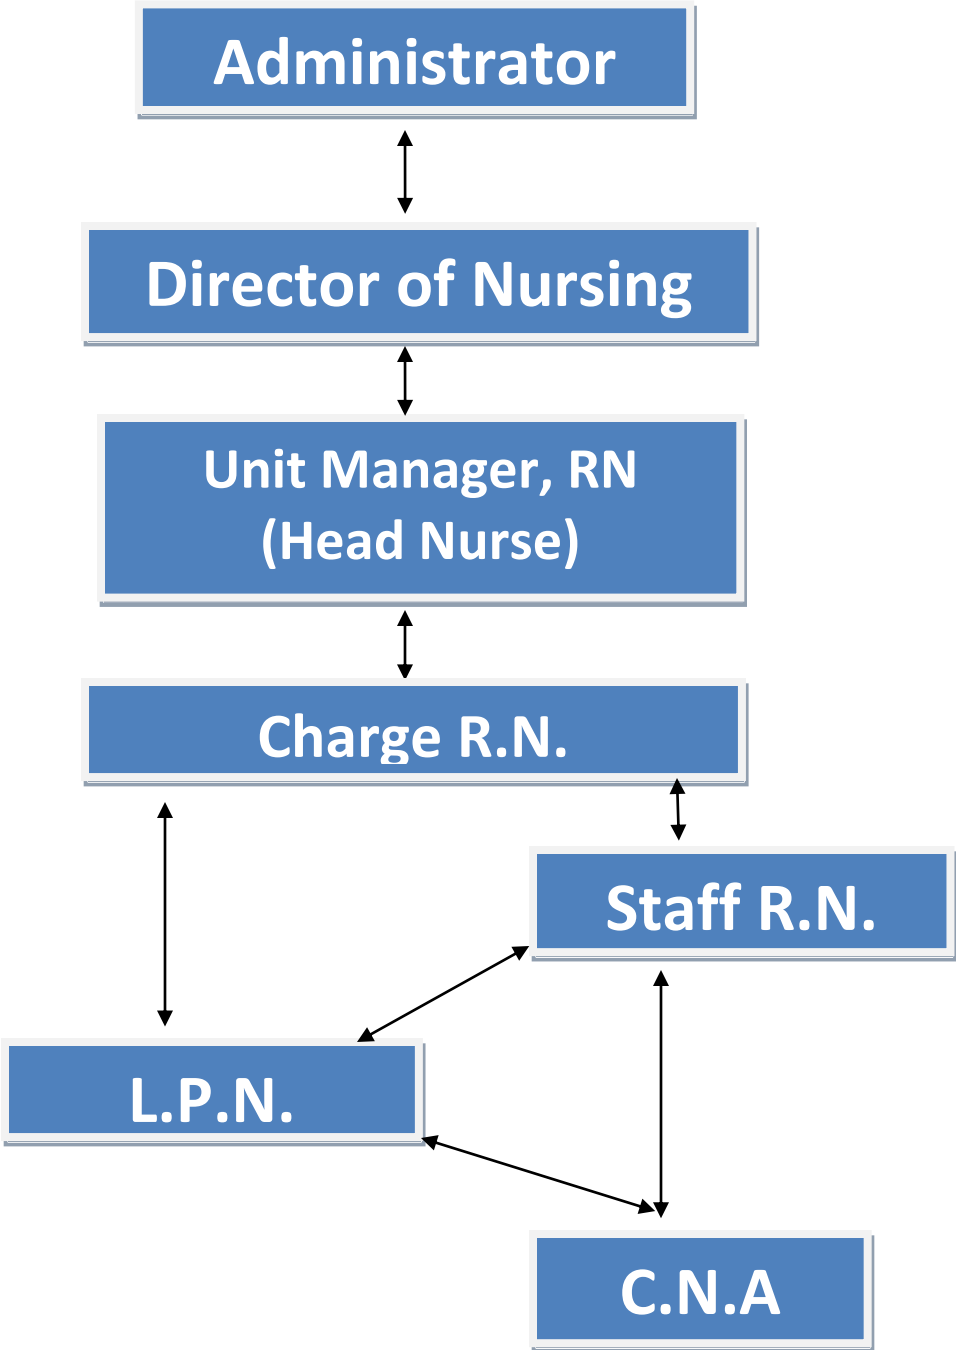 Administrator
Director of Nursing
Unit Manager, RN
(Head Nurse)
Charge R.N.
Staff R.N.
L.P.N.
C.N.A